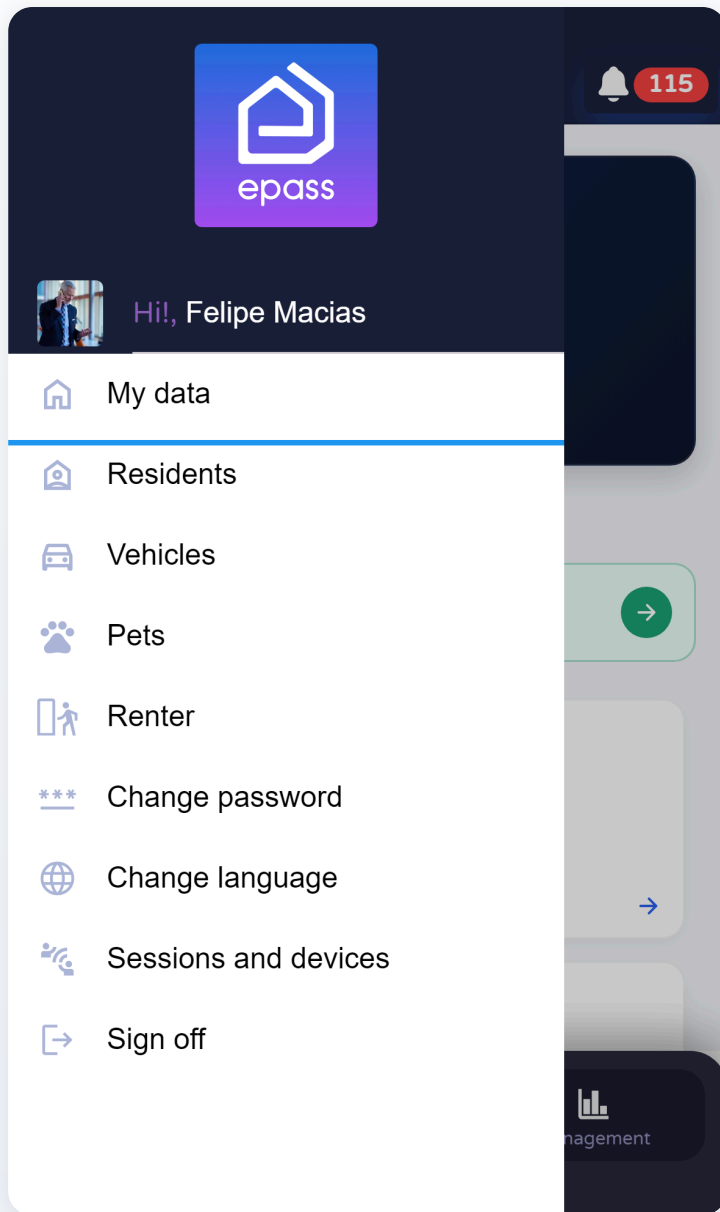 115
epass
Hi!, Felipe Macias
My data
Residents
Vehicles
Pets
Renter
***
Change password
Change language
Sessions and devices
Sign off
nagement